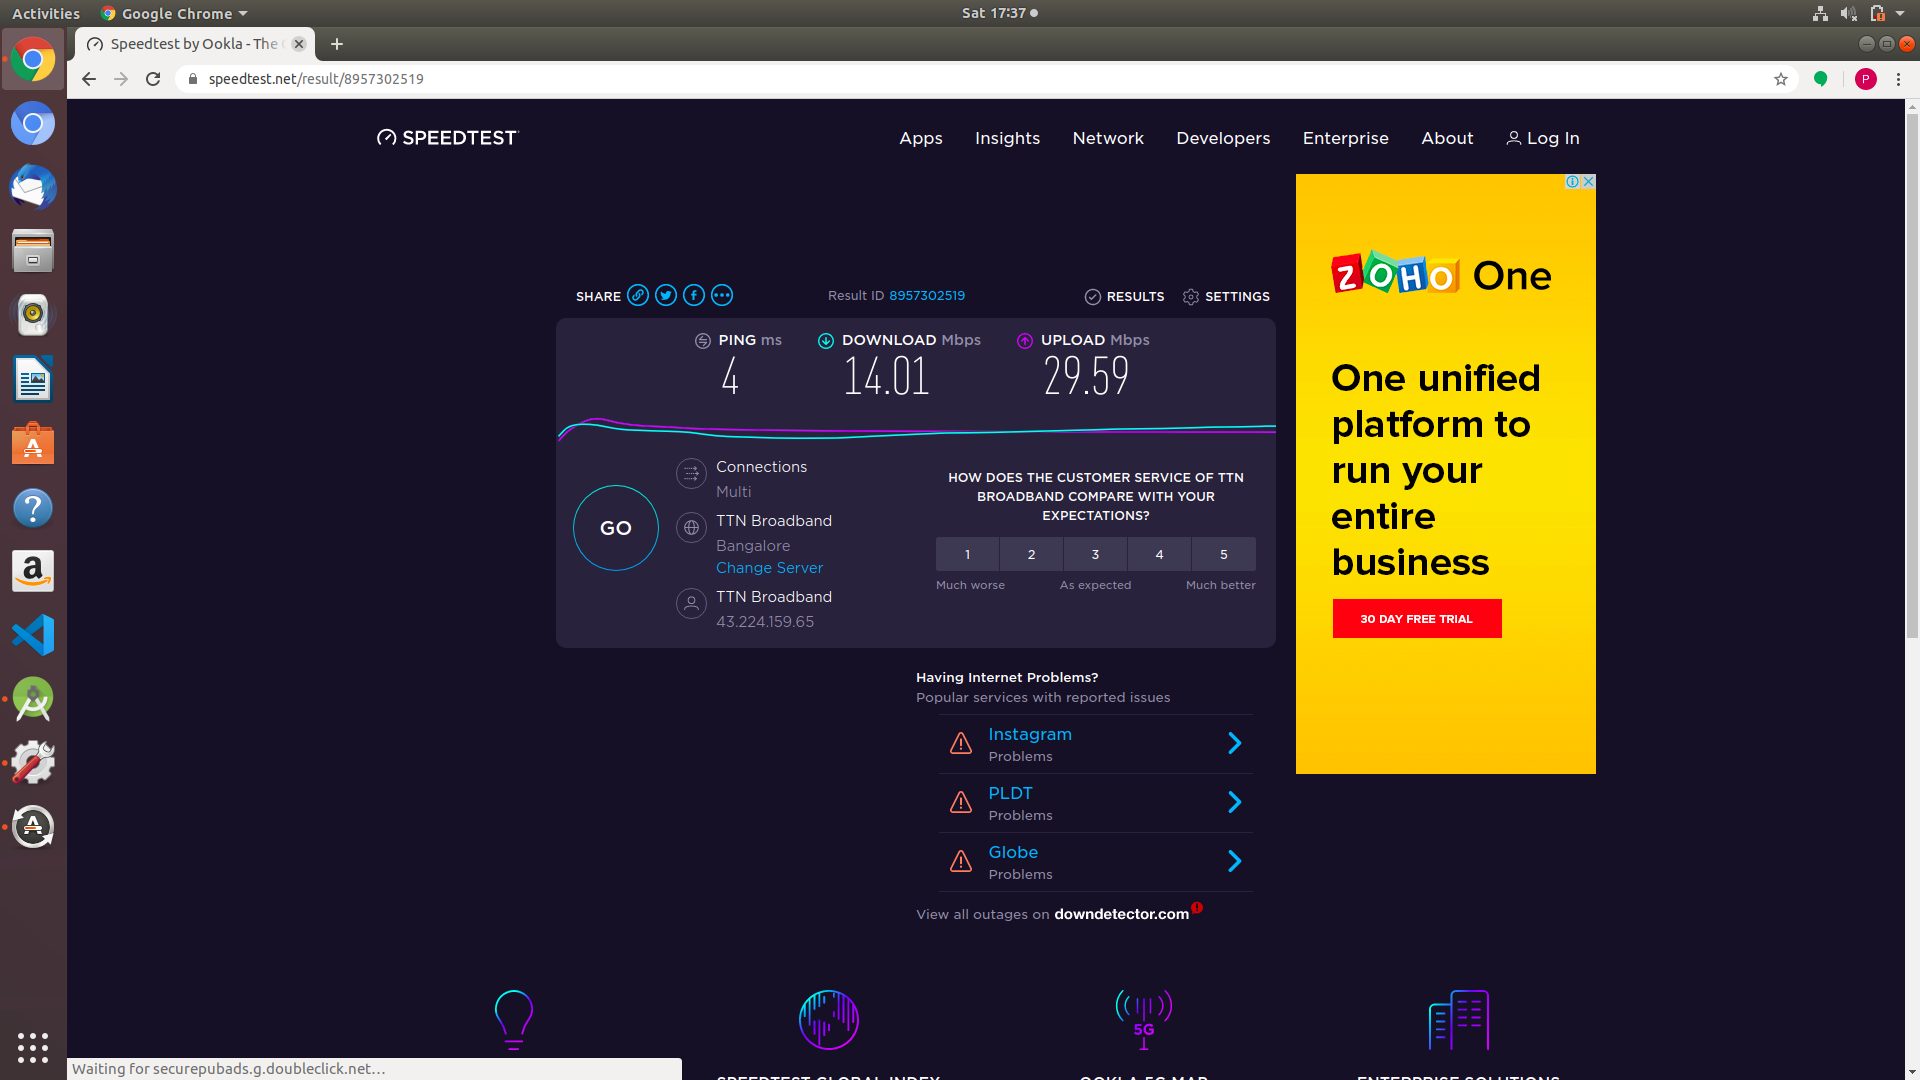 Activities
Google Chrome
Sat 17:37
Speedtest by Ookla - The
speedtest.net/result/8957302519
P
SPEEDTEST
Apps
Insights
Network
Developers
Enterprise
About
Log In
SHARE
Result ID 8957302519
RESULTS
SETTINGS
PING ms
DOWNLOAD Mbps
UPLOAD Mbps
4
14.01
29.59
GO
Connections
Multi
TTN Broadband
Bangalore
Change Server
TTN Broadband
43.224.159.65
HOW DOES THE CUSTOMER SERVICE OF TTN
BROADBAND COMPARE WITH YOUR
EXPECTATIONS?
1 2 3 4 5
Much worse
As expected
Much better
ZOHO One
One unified
platform to
run your
entire
business
30 DAY FREE TRIAL
Having Internet Problems?
Popular services with reported issues
Instagram
Problems
PLDT
Problems
Globe
Problems
View all outages on downdetector.com
5G
SPEEDTEST GLOBAL INDEX
OOKLA 5G MAP
ENTERPRISE SOLUTIONS
Waiting for securepubads.g.doubleclick.net…